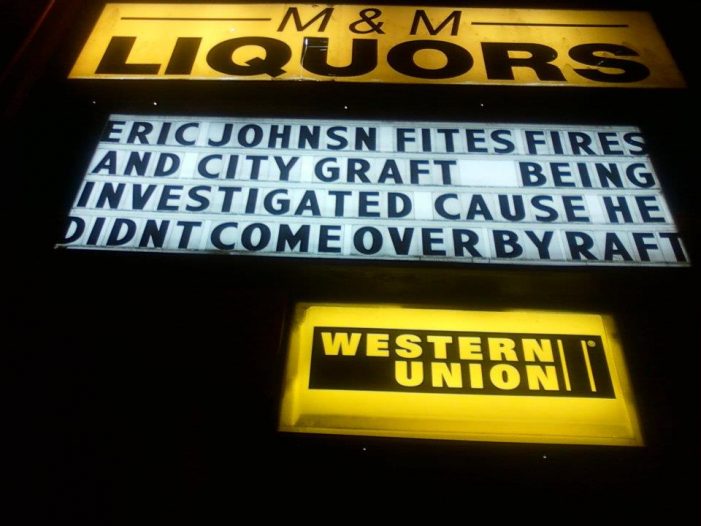 M & M
LIQUORS
ERIC JOHNSN FITES FIRES
AND CITY GRAFT BEING
INVESTIGATED CAUSE HE
DIDNT COME OVER BY RAFT
WESTERN
UNION
®